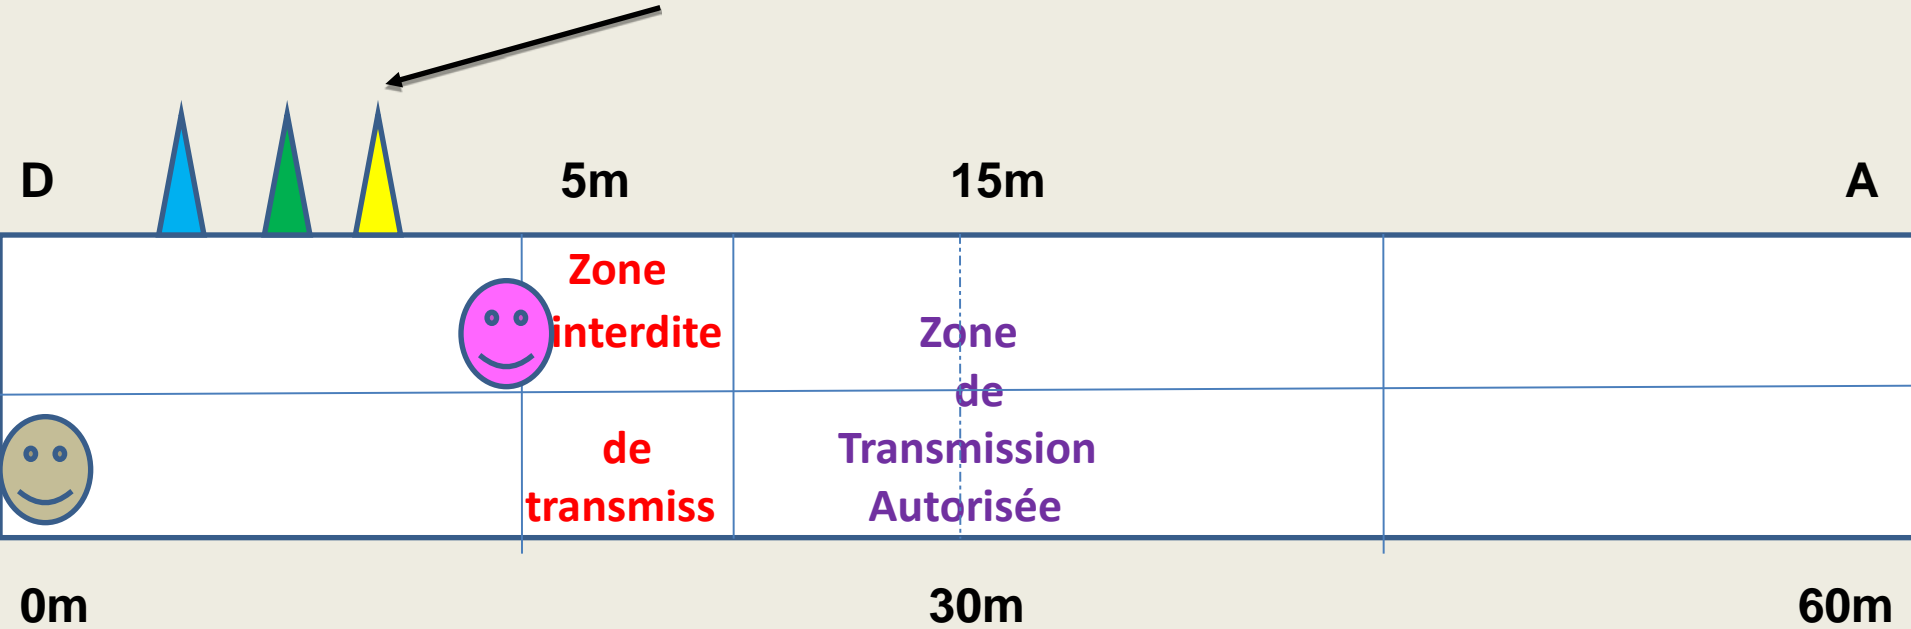 D 5m 15m A
Zone
interdite
de
transmiss
Zone
de
Transmission
Autorisée
0m 30m 60m